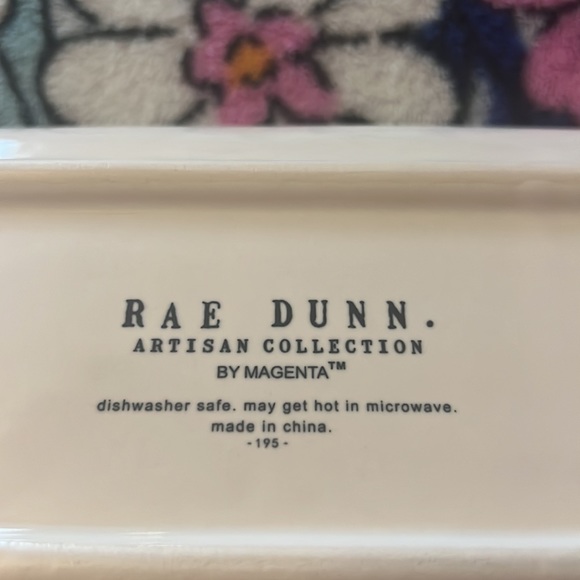 RAE DUNN.
ARTISAN COLLECTION
BY MAGENTA™
dishwasher safe. may get hot in microwave.
made in china.
-195-